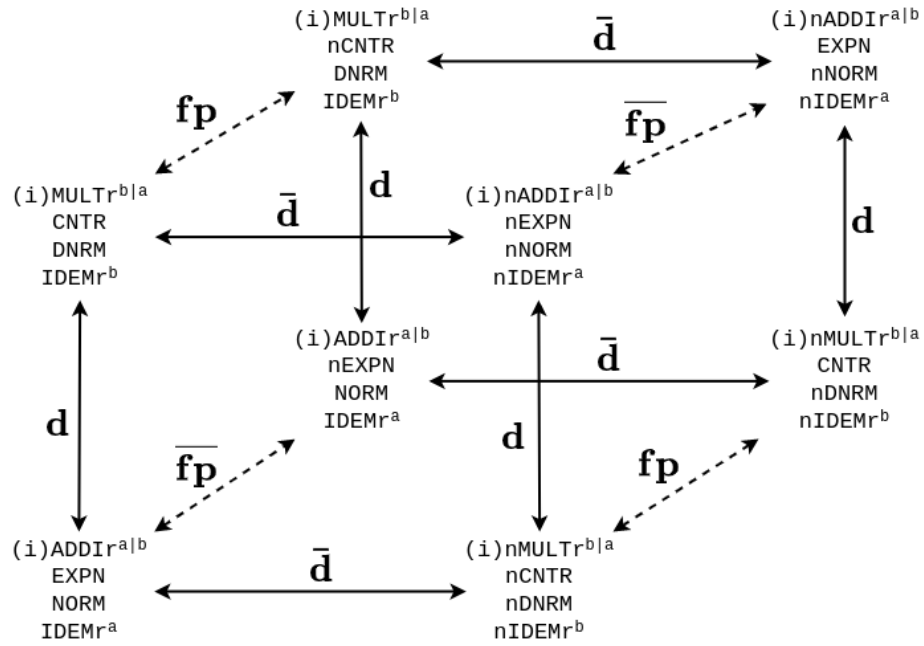 (i)MULTr^b|a
nCNTR
DNRM
IDEMr^b
d̄
(i)nADDIr^a|b
EXPN
nNORM
nIDEMr^a
fp
f̅p̅
d
(i)MULTr^b|a
CNTR
DNRM
IDEMr^b
d̄
(i)nADDIr^a|b
nEXPN
nNORM
nIDEMr^a
d
(i)ADDIr^a|b
nEXPN
NORM
IDEMr^a
d̄
(i)nMULTr^b|a
CNTR
nDNRM
nIDEMr^b
d
f̅p̅
d
fp
(i)ADDIr^a|b
EXPN
NORM
IDEMr^a
d̄
(i)nMULTr^b|a
nCNTR
nDNRM
nIDEMr^b